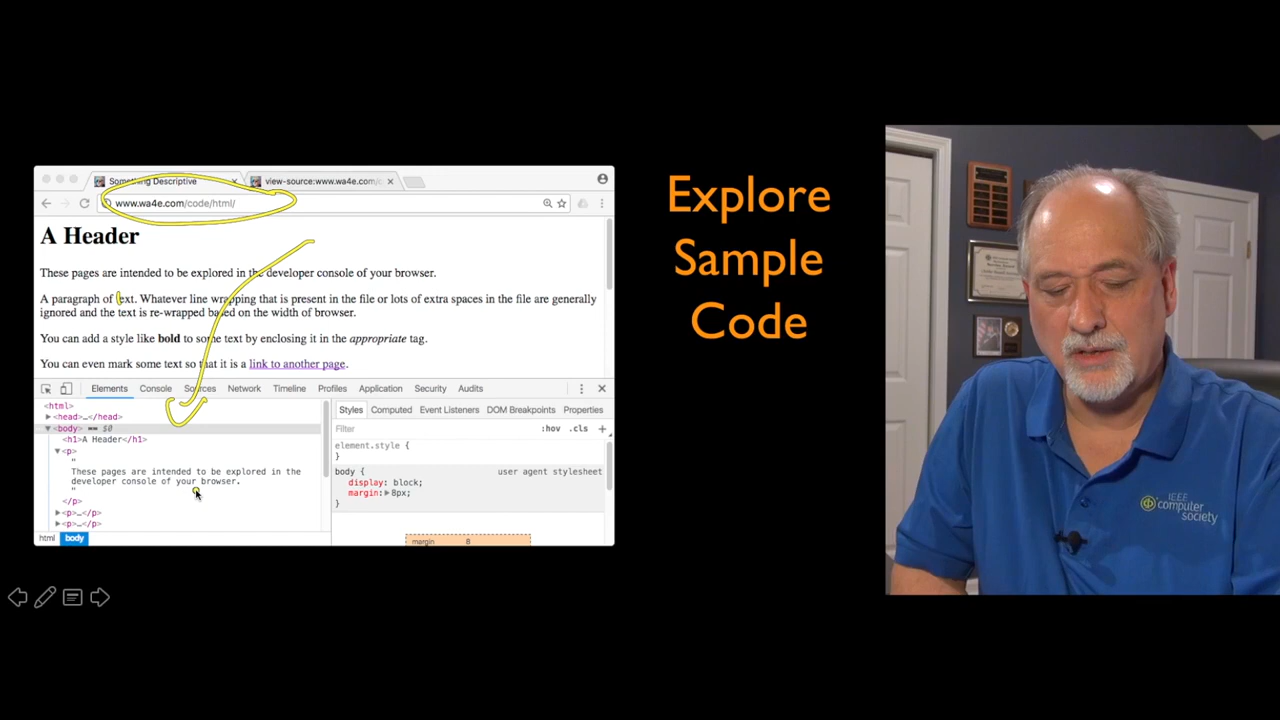 Something Descriptive
view-source:www.wa4e.com/c
www.wa4e.com/code/html/
A Header
These pages are intended to be explored in the developer console of your browser.
A paragraph of text. Whatever line wrapping that is present in the file or lots of extra spaces in the file are generally
ignored and the text is re-wrapped based on the width of browser.
You can add a style like bold to some text by enclosing it in the appropriate tag.
You can even mark some text so that it is a link to another page.
Elements Console Sources Network Timeline Profiles Application Security Audits
<html>
▶<head>…</head>
▼<body> == $0
<h1>A Header</h1>
▼<p>
"
These pages are intended to be explored in the
developer console of your browser.
"
</p>
▶<p>…</p>
▶<p>…</p>
html body
Styles Computed Event Listeners DOM Breakpoints Properties
Filter :hov .cls +
element.style {
}
body { user agent stylesheet
display: block;
margin:▶8px;
}
margin 8
Explore
Sample
Code
IEEE
computer
society